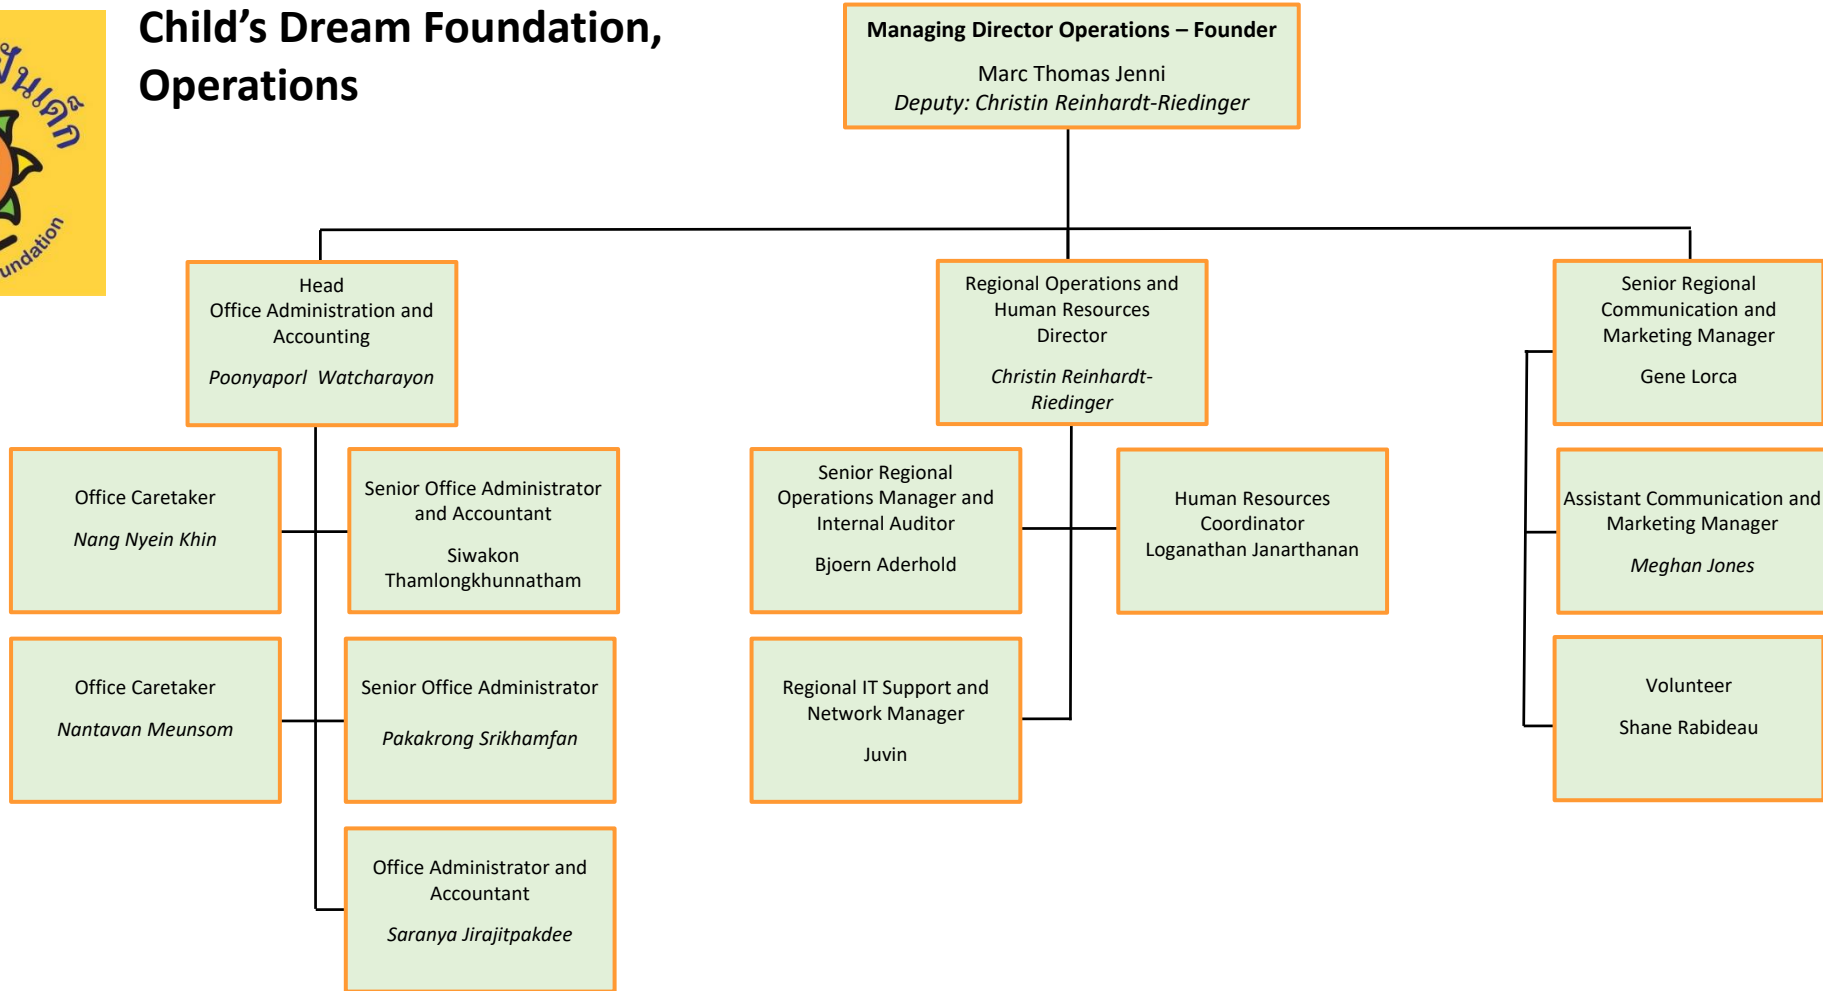 Child’s Dream Foundation,
Operations
ฝันเด็ก
Managing Director Operations – Founder
Marc Thomas Jenni
Deputy: Christin Reinhardt-Riedinger
Head
Office Administration and
Accounting
Poonyaporl Watcharayon
Regional Operations and
Human Resources
Director
Christin Reinhardt-
Riedinger
Senior Regional
Communication and
Marketing Manager
Gene Lorca
Office Caretaker
Nang Nyein Khin
Senior Office Administrator
and Accountant
Siwakon
Thamlongkhunnatham
Senior Regional
Operations Manager and
Internal Auditor
Bjoern Aderhold
Human Resources
Coordinator
Loganathan Janarthanan
Assistant Communication and
Marketing Manager
Meghan Jones
Office Caretaker
Nantavan Meunsom
Senior Office Administrator
Pakakrong Srikhamfan
Regional IT Support and
Network Manager
Juvin
Volunteer
Shane Rabideau
Office Administrator and
Accountant
Saranya Jirajitpakdee